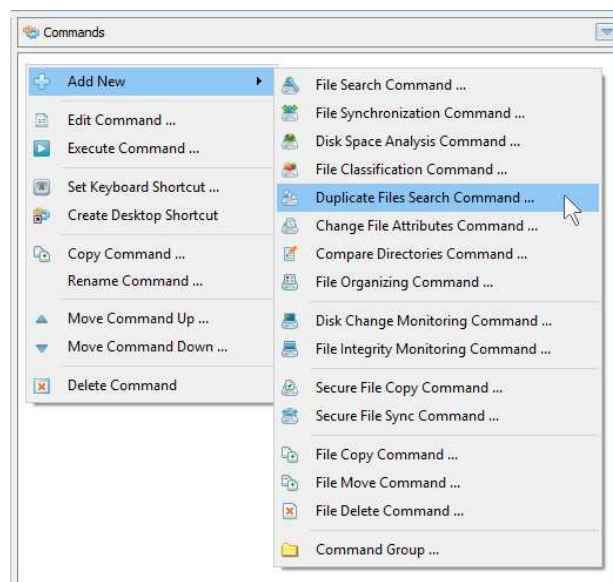 Commands
Add New
Edit Command ...
Execute Command ...
Set Keyboard Shortcut ...
Create Desktop Shortcut
Copy Command ...
Rename Command ...
Move Command Up ...
Move Command Down ...
Delete Command
File Search Command ...
File Synchronization Command ...
Disk Space Analysis Command ...
File Classification Command ...
Duplicate Files Search Command ...
Change File Attributes Command ...
Compare Directories Command ...
File Organizing Command ...
Disk Change Monitoring Command ...
File Integrity Monitoring Command ...
Secure File Copy Command ...
Secure File Sync Command ...
File Copy Command ...
File Move Command ...
File Delete Command ...
Command Group ...